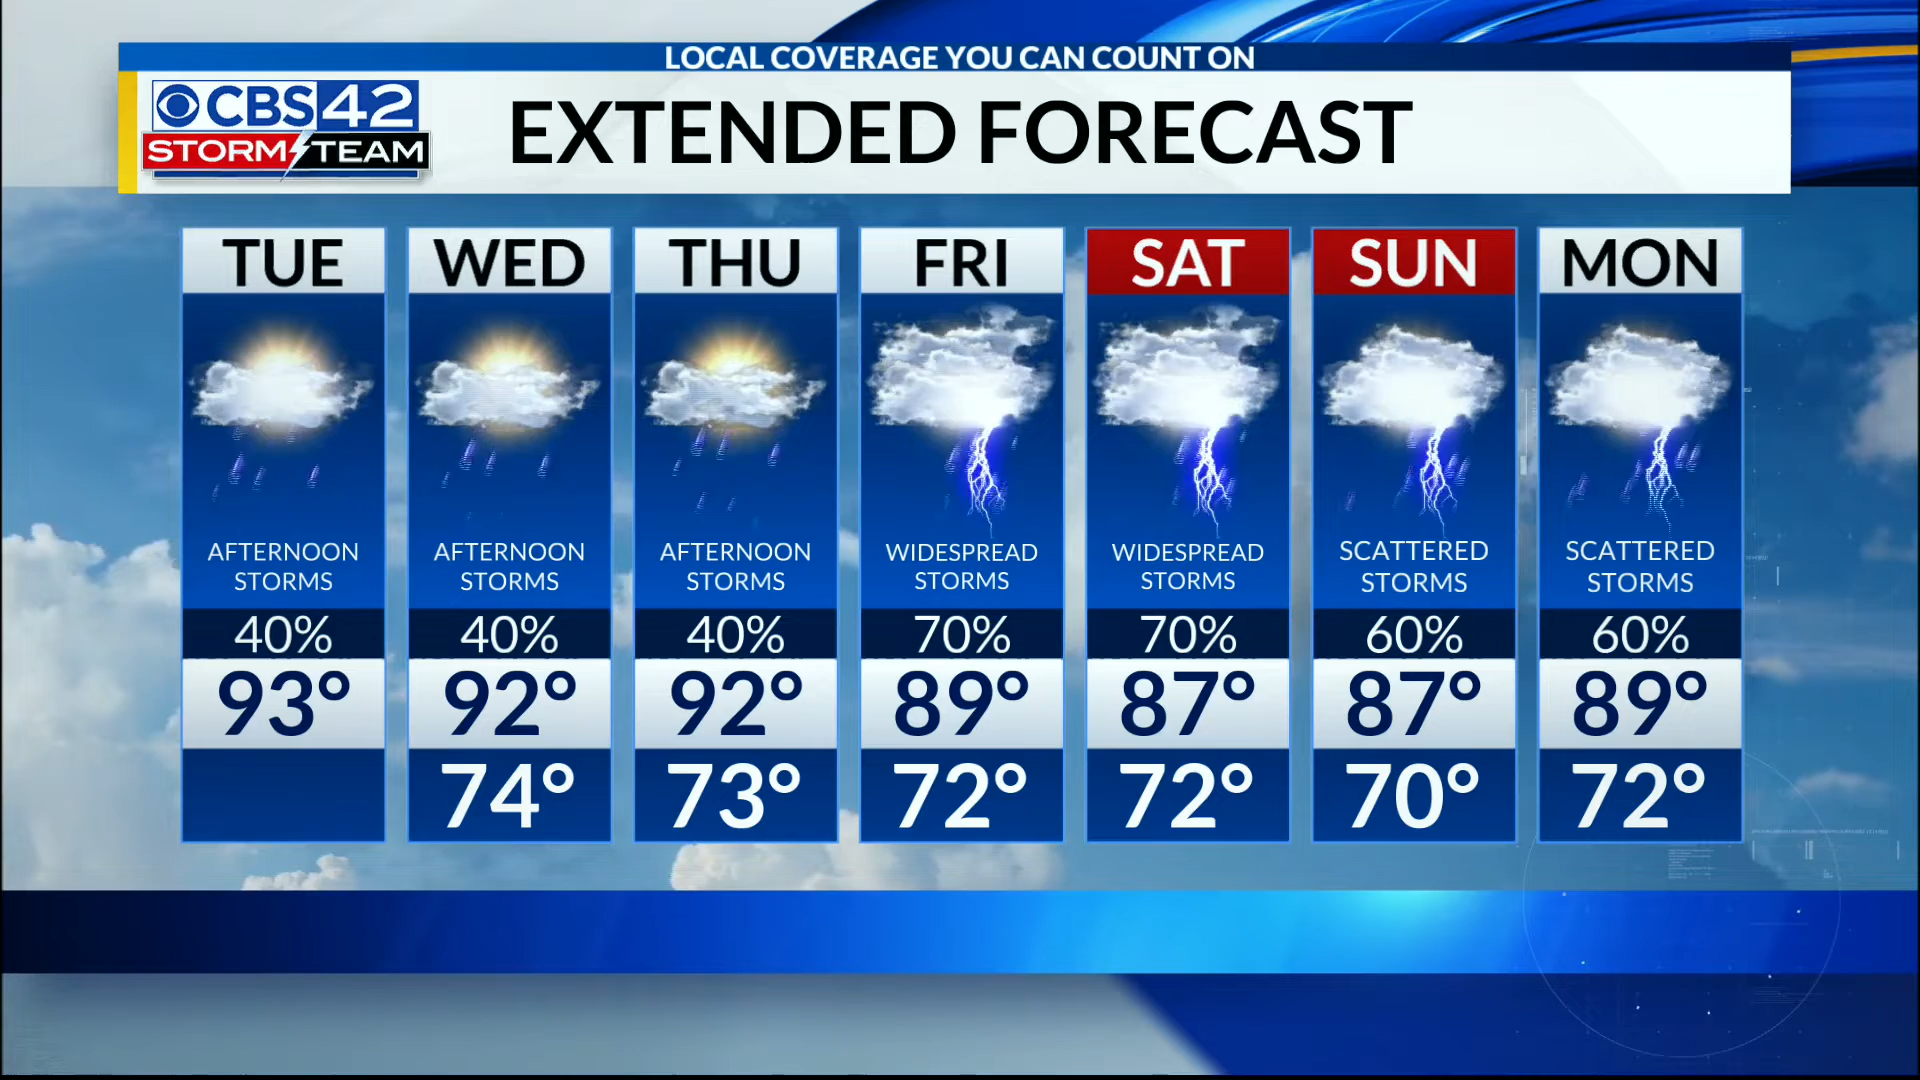 LOCAL COVERAGE YOU CAN COUNT ON
CBS 42
STORM TEAM
EXTENDED FORECAST
TUE WED THU FRI SAT SUN MON
AFTERNOON AFTERNOON AFTERNOON WIDESPREAD WIDESPREAD SCATTERED SCATTERED
STORMS STORMS STORMS STORMS STORMS STORMS STORMS
40% 40% 40% 70% 70% 60% 60%
93° 92° 92° 89° 87° 87° 89°
74° 73° 72° 72° 70° 72°